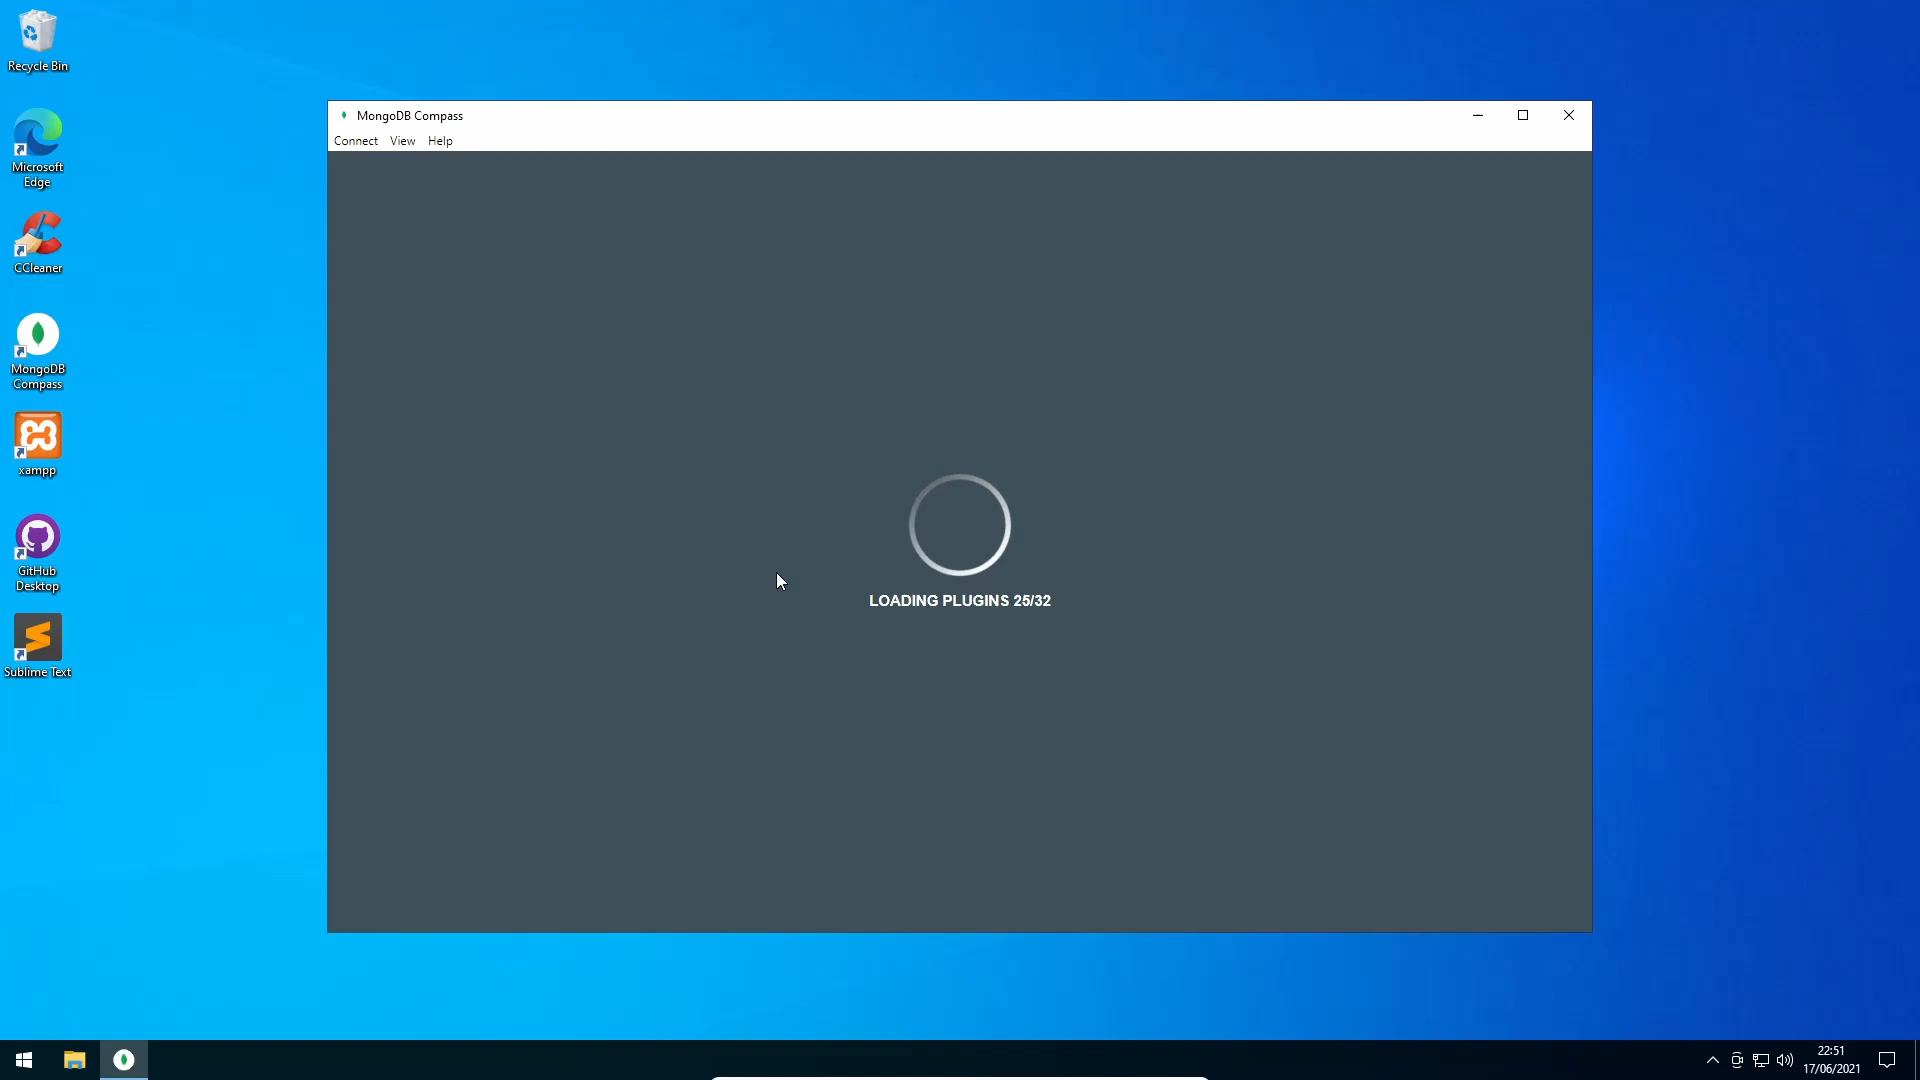 Recycle Bin
Microsoft
Edge
CCleaner
MongoDB
Compass
xampp
GitHub
Desktop
Sublime Text
MongoDB Compass
Connect View Help
LOADING PLUGINS 25/32
22:51
17/06/2021